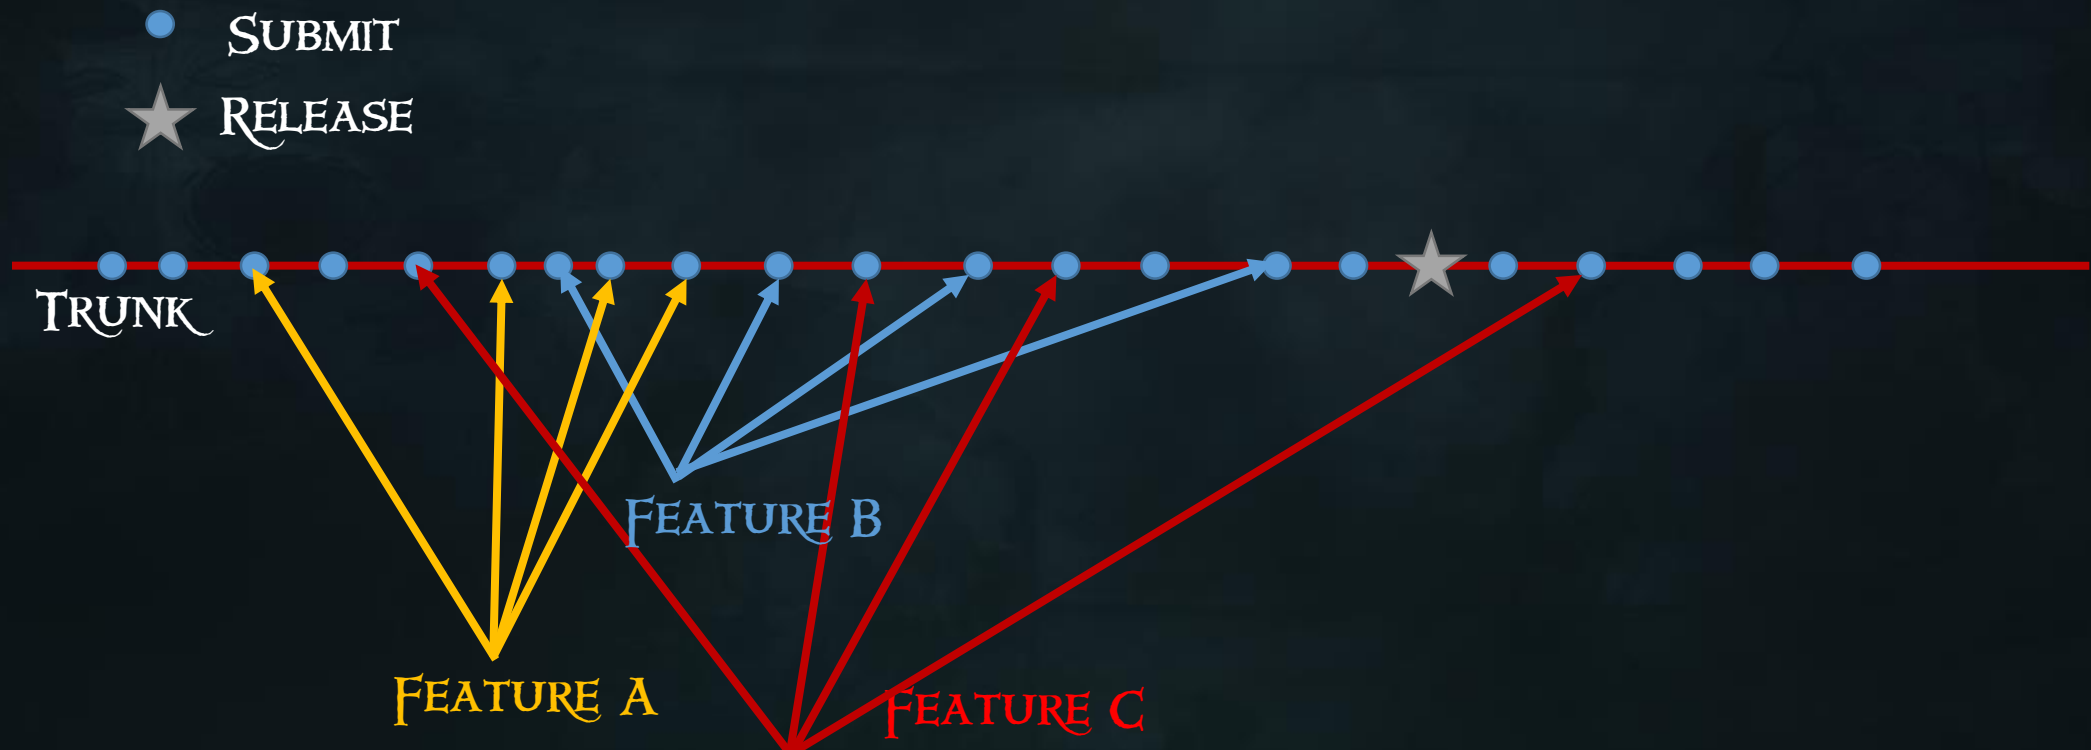 Submit
Release
Trunk
Feature B
Feature A
Feature C